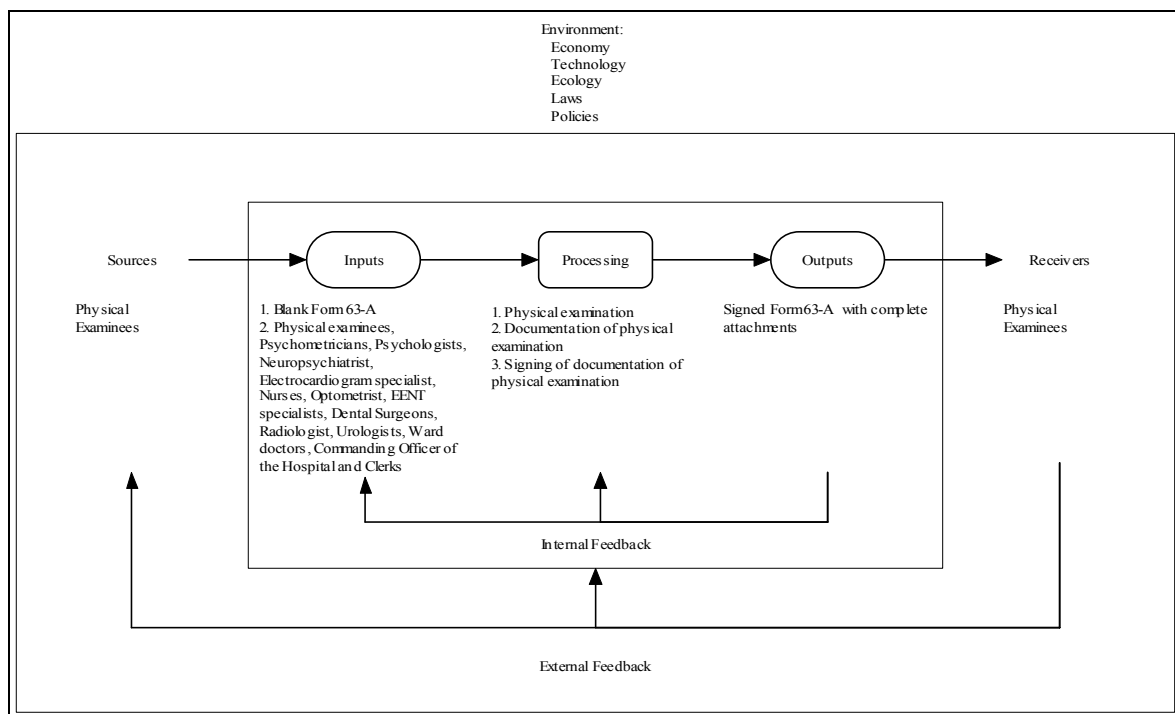 Environment:
Economy
Technology
Ecology
Laws
Policies
Sources
Inputs
Processing
Outputs
Receivers
Physical
Examinees
1. Blank Form 63-A
2. Physical examinees,
Psychometricians, Psychologists,
Neuropsychiatrist,
Electrocardiogram specialist,
Nurses, Optometrist, EENT
specialists, Dental Surgeons,
Radiologist, Urologists, Ward
doctors, Commanding Officer of
the Hospital and Clerks
1. Physical examination
2. Documentation of physical
examination
3. Signing of documentation of
physical examination
Signed Form 63-A with complete
attachments
Physical
Examinees
Internal Feedback
External Feedback